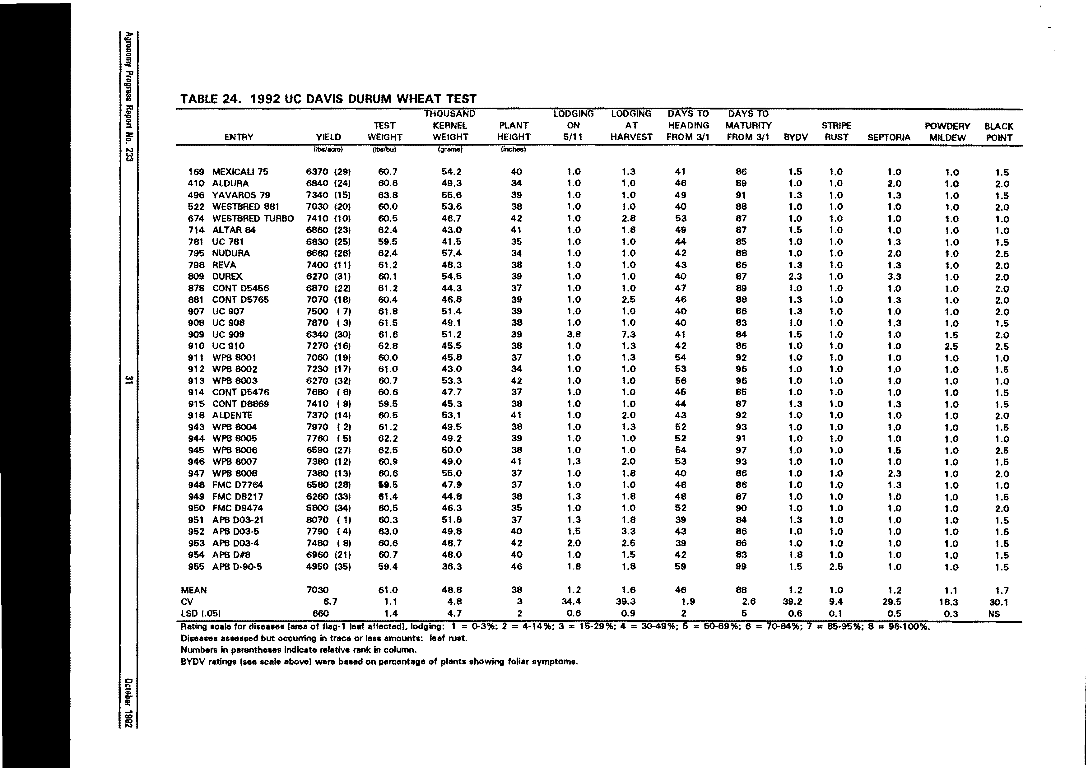 Agronomy Progress Report No. 233
31
October 1992
TABLE 24. 1992 UC DAVIS DURUM WHEAT TEST
THOUSAND LODGING LODGING DAYS TO DAYS TO
TEST KERNEL PLANT ON AT HEADING MATURITY STRIPE POWDERY BLACK
ENTRY YIELD WEIGHT WEIGHT HEIGHT 5/11 HARVEST FROM 3/1 FROM 3/1 BYDV RUST SEPTORIA MILDEW POINT
(lbs/acre) (lbs/bu) (grams) (inches)
169 MEXICALI 75 6370 (29) 60.7 54.2 40 1.0 1.3 41 86 1.5 1.0 1.0 1.0 1.5
410 ALDURA 6840 (24) 60.6 49.3 34 1.0 1.0 46 89 1.0 1.0 2.0 1.0 2.0
496 YAVAROS 79 7340 (15) 63.8 55.6 39 1.0 1.0 49 91 1.3 1.0 1.3 1.0 1.5
522 WESTBRED 881 7030 (20) 60.0 53.6 38 1.0 1.0 40 88 1.0 1.0 1.0 1.0 2.0
674 WESTBRED TURBO 7410 (10) 60.5 46.7 42 1.0 2.8 53 87 1.0 1.0 1.0 1.0 1.0
714 ALTAR 84 6860 (23) 62.4 43.0 41 1.0 1.8 49 87 1.5 1.0 1.0 1.0 1.0
781 UC 781 6830 (25) 59.5 41.5 35 1.0 1.0 44 85 1.0 1.0 1.3 1.0 1.5
795 NUDURA 6660 (26) 62.4 57.4 34 1.0 1.0 42 88 1.0 1.0 2.0 1.0 2.5
798 REVA 7400 (11) 61.2 48.3 38 1.0 1.0 43 85 1.3 1.0 1.3 1.0 2.0
809 DUREX 6270 (31) 60.1 54.5 39 1.0 1.0 40 87 2.3 1.0 3.3 1.0 2.0
878 CONT D5456 6870 (22) 61.2 44.3 37 1.0 1.0 47 89 1.0 1.0 1.0 1.0 2.0
881 CONT D5765 7070 (18) 60.4 46.8 39 1.0 2.5 46 88 1.3 1.0 1.3 1.0 2.0
907 UC 907 7500 ( 7) 61.8 51.4 39 1.0 1.0 40 86 1.3 1.0 1.0 1.0 2.0
908 UC 908 7870 ( 3) 61.5 49.1 38 1.0 1.0 40 83 1.0 1.0 1.3 1.0 1.5
909 UC 909 6340 (30) 61.6 51.2 39 3.8 7.3 41 84 1.5 1.0 1.0 1.5 2.0
910 UC 910 7270 (16) 62.8 45.5 38 1.0 1.3 42 85 1.0 1.0 1.0 2.5 2.5
911 WPB 8001 7060 (19) 60.0 45.8 37 1.0 1.3 54 92 1.0 1.0 1.0 1.0 1.0
912 WPB 8002 7230 (17) 61.0 43.0 34 1.0 1.0 53 95 1.0 1.0 1.0 1.0 1.5
913 WPB 8003 6270 (32) 60.7 53.3 42 1.0 1.0 56 96 1.0 1.0 1.0 1.0 1.0
914 CONT D5476 7680 ( 6) 60.6 47.7 37 1.0 1.0 45 85 1.0 1.0 1.0 1.0 1.5
915 CONT D8869 7410 ( 9) 59.5 45.3 38 1.0 1.0 44 87 1.3 1.0 1.3 1.0 1.5
918 ALDENTE 7370 (14) 60.5 53.1 41 1.0 2.0 43 92 1.0 1.0 1.0 1.0 2.0
943 WPB 8004 7970 ( 2) 61.2 49.5 38 1.0 1.3 52 93 1.0 1.0 1.0 1.0 1.5
944 WPB 8005 7760 ( 5) 62.2 49.2 39 1.0 1.0 52 91 1.0 1.0 1.0 1.0 1.0
945 WPB 8006 6590 (27) 62.5 50.0 38 1.0 1.0 54 97 1.0 1.0 1.5 1.0 2.5
946 WPB 8007 7380 (12) 60.9 49.0 41 1.3 2.0 53 93 1.0 1.0 1.0 1.0 1.5
947 WPB 8008 7380 (13) 60.6 55.0 37 1.0 1.8 40 86 1.0 1.0 2.3 1.0 2.0
948 FMC D7764 6580 (28) 59.5 47.9 37 1.0 1.0 48 86 1.0 1.0 1.3 1.0 1.0
949 FMC D8217 6260 (33) 61.4 44.8 38 1.3 1.8 48 87 1.0 1.0 1.0 1.0 1.5
950 FMC D9474 5800 (34) 60.5 46.3 35 1.0 1.0 52 90 1.0 1.0 1.0 1.0 2.0
951 APB D03-21 8070 ( 1) 60.3 51.8 37 1.3 1.8 39 84 1.3 1.0 1.0 1.0 1.5
952 APB D03-5 7790 ( 4) 63.0 49.8 40 1.5 3.3 43 86 1.0 1.0 1.0 1.0 1.5
953 APB D03-4 7480 ( 8) 60.6 48.7 42 2.0 2.5 39 86 1.0 1.0 1.0 1.0 1.5
954 APB D/#8 6960 (21) 60.7 48.0 40 1.0 1.5 42 83 1.8 1.0 1.0 1.0 1.5
955 APB D-90-5 4950 (35) 59.4 36.3 46 1.8 1.8 59 99 1.5 2.5 1.0 1.0 1.5
MEAN 7030 61.0 48.8 38 1.2 1.6 46 88 1.2 1.0 1.2 1.1 1.7
CV 6.7 1.1 4.8 3 34.4 39.3 1.9 2.6 39.2 9.4 29.5 18.3 30.1
LSD (.05) 660 1.4 4.7 2 0.6 0.9 2 5 0.6 0.1 0.5 0.3 NS
Rating scale for diseases (area of flag-1 leaf affected), lodging: 1 = 0-3%; 2 = 4-14%; 3 = 15-29%; 4 = 30-49%; 5 = 50-69%; 6 = 70-84%; 7 = 85-95%; 8 = 96-100%.
Diseases assessed but occurring in trace or less amounts: leaf rust.
Numbers in parentheses indicate relative rank in column.
BYDV ratings (see scale above) were based on percentage of plants showing foliar symptoms.